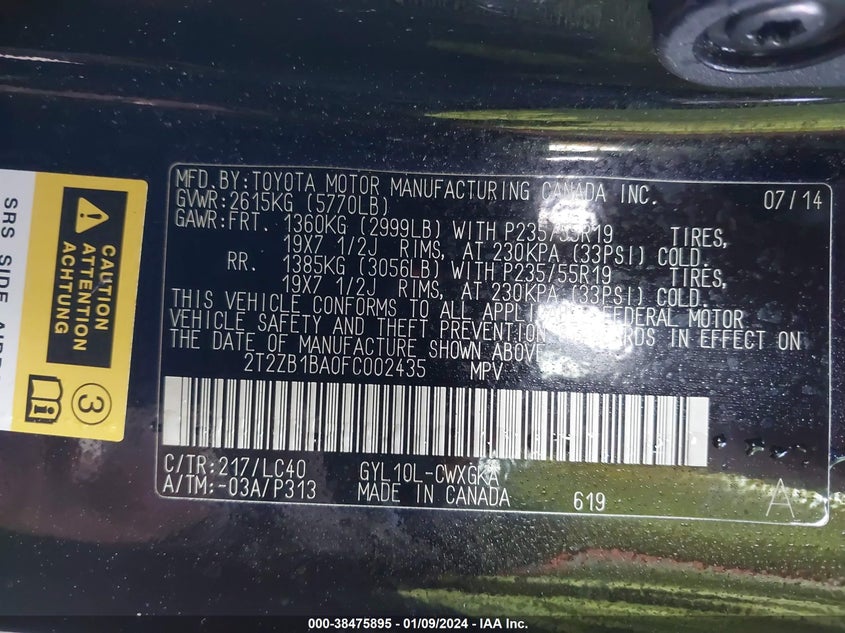 MFD. BY: TOYOTA MOTOR MANUFACTURING CANADA INC. 07/14
GVWR: 2615KG (5770LB)
GAWR: FRT. 1360KG (2999LB) WITH P235/55R19 TIRES,
19X7 1/2J RIMS, AT 230KPA (33PSI) COLD.
RR. 1385KG (3056LB) WITH P235/55R19 TIRES,
19X7 1/2J RIMS, AT 230KPA (33PSI) COLD.
THIS VEHICLE CONFORMS TO ALL FEDERAL MOTOR
VEHICLE SAFETY AND THEFT PREVENTION IN EFFECT ON
THE DATE OF MANUFACTURE SHOWN ABOVE
2T2ZB1BA0FC002435 MPV
C/TR: 217/LC40 GYL10L-CWXGKA
A/TM: -03A/P313 MADE IN CANADA 619 A
CAUTION
ATTENTION
ACHTUNG
3
SRS SIDE
000-38475895 - 01/09/2024 - IAA Inc.